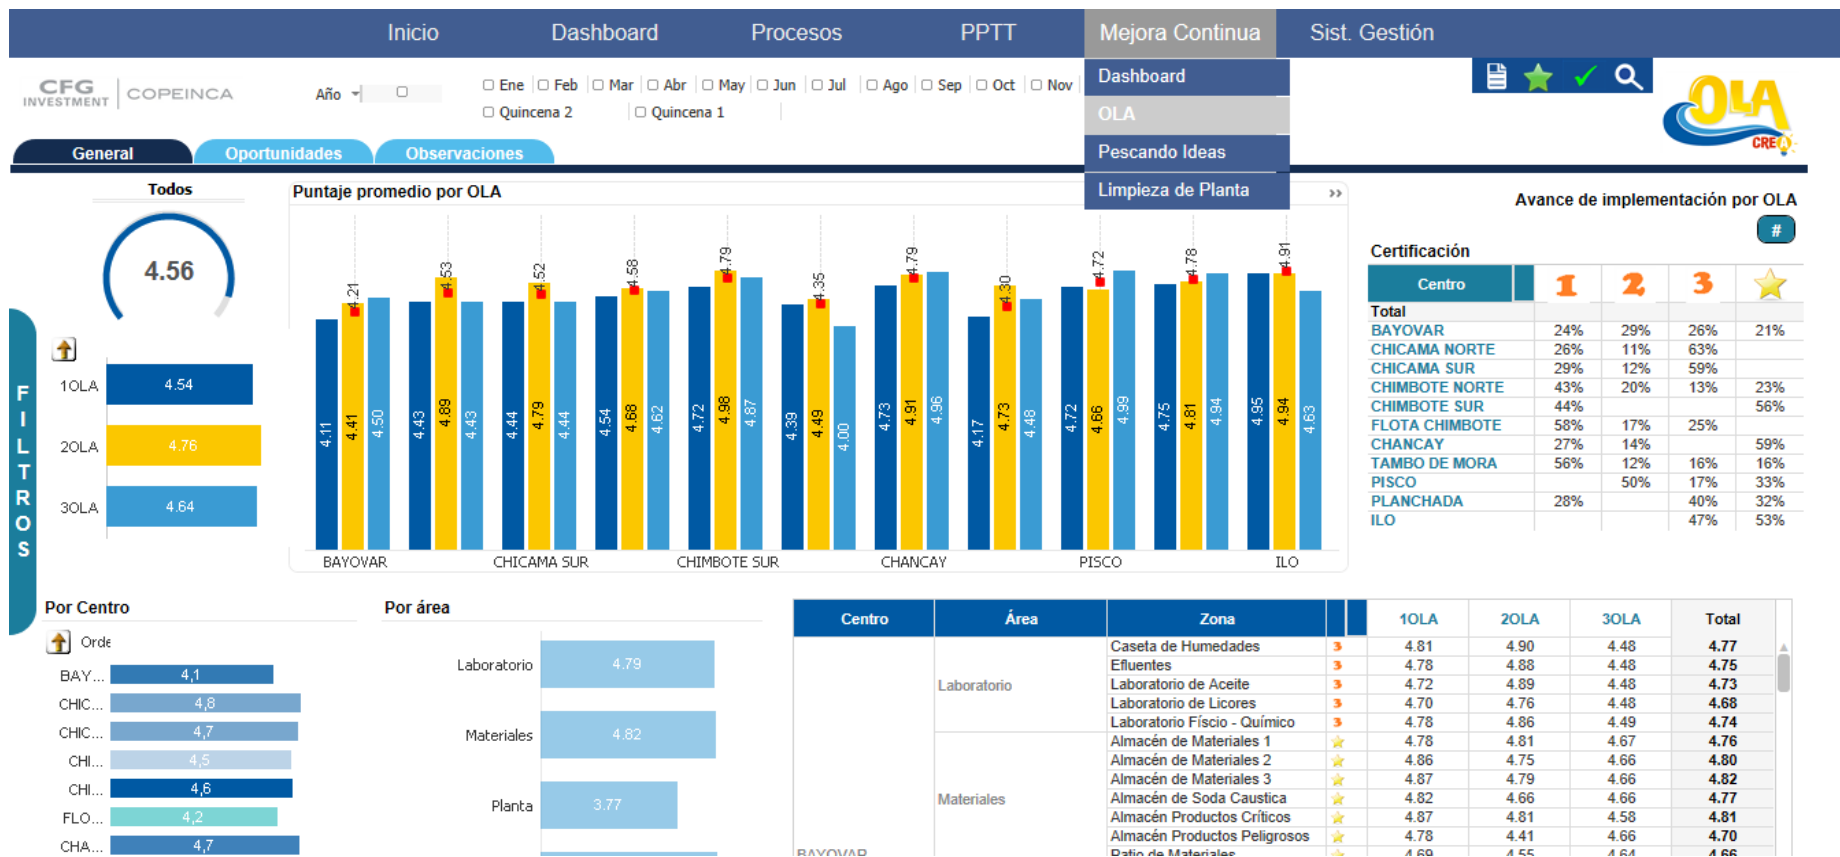 Inicio Dashboard Procesos PPTT Mejora Continua Sist. Gestión
Dashboard
OLA
Pescando Ideas
Limpieza de Planta
CFG INVESTMENT COPEINCA
Año
Ene Feb Mar Abr May Jun Jul Ago Sep Oct Nov
Quincena 2 Quincena 1
OLA CREA
General Oportunidades Observaciones
Todos
4.56
1OLA 4.54
2OLA 4.76
3OLA 4.64
FILTROS
Puntaje promedio por OLA
4.21 4.53 4.52 4.58 4.79 4.35 4.79 4.30 4.72 4.78 4.91
4.11 4.41 4.50 4.43 4.89 4.43 4.44 4.79 4.44 4.54 4.68 4.62 4.72 4.98 4.87 4.39 4.49 4.00 4.73 4.91 4.96 4.17 4.73 4.48 4.72 4.66 4.99 4.75 4.81 4.94 4.95 4.94 4.63
BAYOVAR CHICAMA SUR CHIMBOTE SUR CHANCAY PISCO ILO
Avance de implementación por OLA
#
Certificación
Centro 1 2 3
Total
BAYOVAR 24% 29% 26% 21%
CHICAMA NORTE 26% 11% 63%
CHICAMA SUR 29% 12% 59%
CHIMBOTE NORTE 43% 20% 13% 23%
CHIMBOTE SUR 44% 56%
FLOTA CHIMBOTE 58% 17% 25%
CHANCAY 27% 14% 59%
TAMBO DE MORA 56% 12% 16% 16%
PISCO 50% 17% 33%
PLANCHADA 28% 40% 32%
ILO 47% 53%
Por Centro
Orde
BAY... 4,1
CHIC... 4,8
CHIC... 4,7
CHI... 4,5
CHI... 4,6
FLO... 4,2
CHA... 4,7
Por área
Laboratorio 4.79
Materiales 4.82
Planta 3.77
Centro Área Zona 1OLA 2OLA 3OLA Total
Caseta de Humedades 3 4.81 4.90 4.48 4.77
Efluentes 3 4.78 4.88 4.48 4.75
Laboratorio Laboratorio de Aceite 3 4.72 4.89 4.48 4.73
Laboratorio de Licores 3 4.70 4.76 4.48 4.68
Laboratorio Físcio - Químico 3 4.78 4.86 4.49 4.74
Almacén de Materiales 1 4.78 4.81 4.67 4.76
Almacén de Materiales 2 4.86 4.75 4.66 4.80
Almacén de Materiales 3 4.87 4.79 4.66 4.82
Materiales Almacén de Soda Caustica 4.82 4.66 4.66 4.77
Almacén Productos Críticos 4.87 4.81 4.58 4.81
Almacén Productos Peligrosos 4.78 4.41 4.66 4.70
BAYOVAR Patio de Materiales 4.69 4.55 4.64 4.66